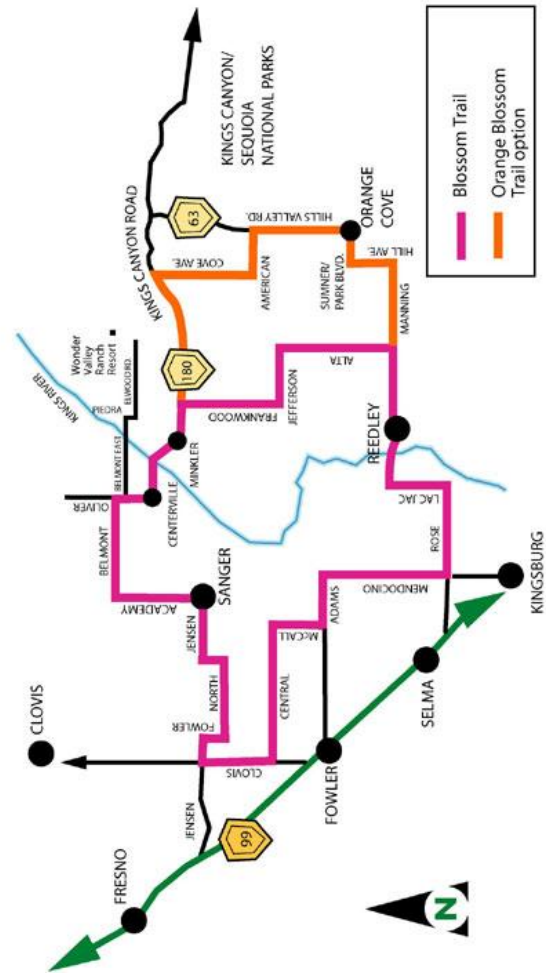 KINGS CANYON/
SEQUOIA
NATIONAL PARKS
KINGS CANYON ROAD
63
HILLS VALLEY RD.
COVE AVE.
AMERICAN
ORANGE
COVE
SUMNER/
PARK BLVD.
HILL AVE.
MANNING
Wonder
Valley
Ranch
Resort
ELWOOD RD.
PIEDRA
KINGS RIVER
BELMONT EAST
180
ALTA
JEFFERSON
FRANKWOOD
MINKLER
REEDLEY
OLIVER
CENTERVILLE
BELMONT
LAC JAC
ROSE
ACADEMY
SANGER
JENSEN
MENDOCINO
KINGSBURG
ADAMS
McCALL
CLOVIS
NORTH
CENTRAL
FOWLER
SELMA
CLOVIS
FOWLER
JENSEN
99
FRESNO
N
Blossom Trail
Orange Blossom
Trail option